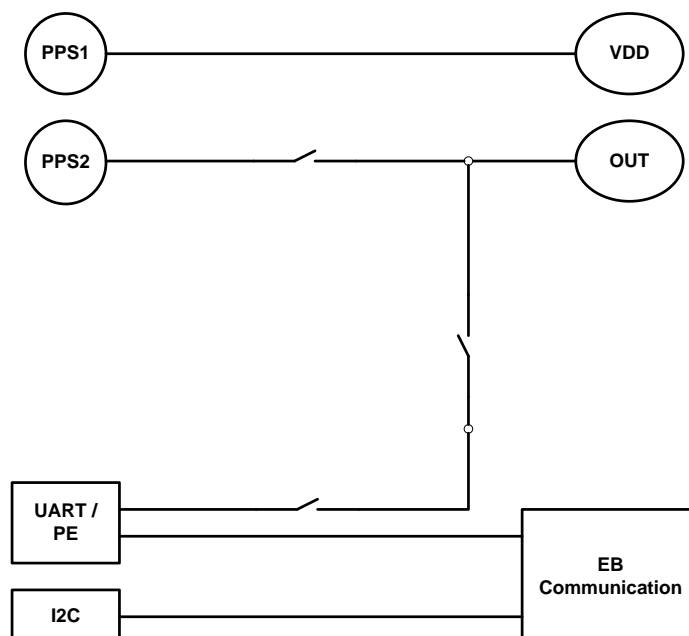 PPS1
VDD
PPS2
OUT
UART /
PE
EB
Communication
I2C